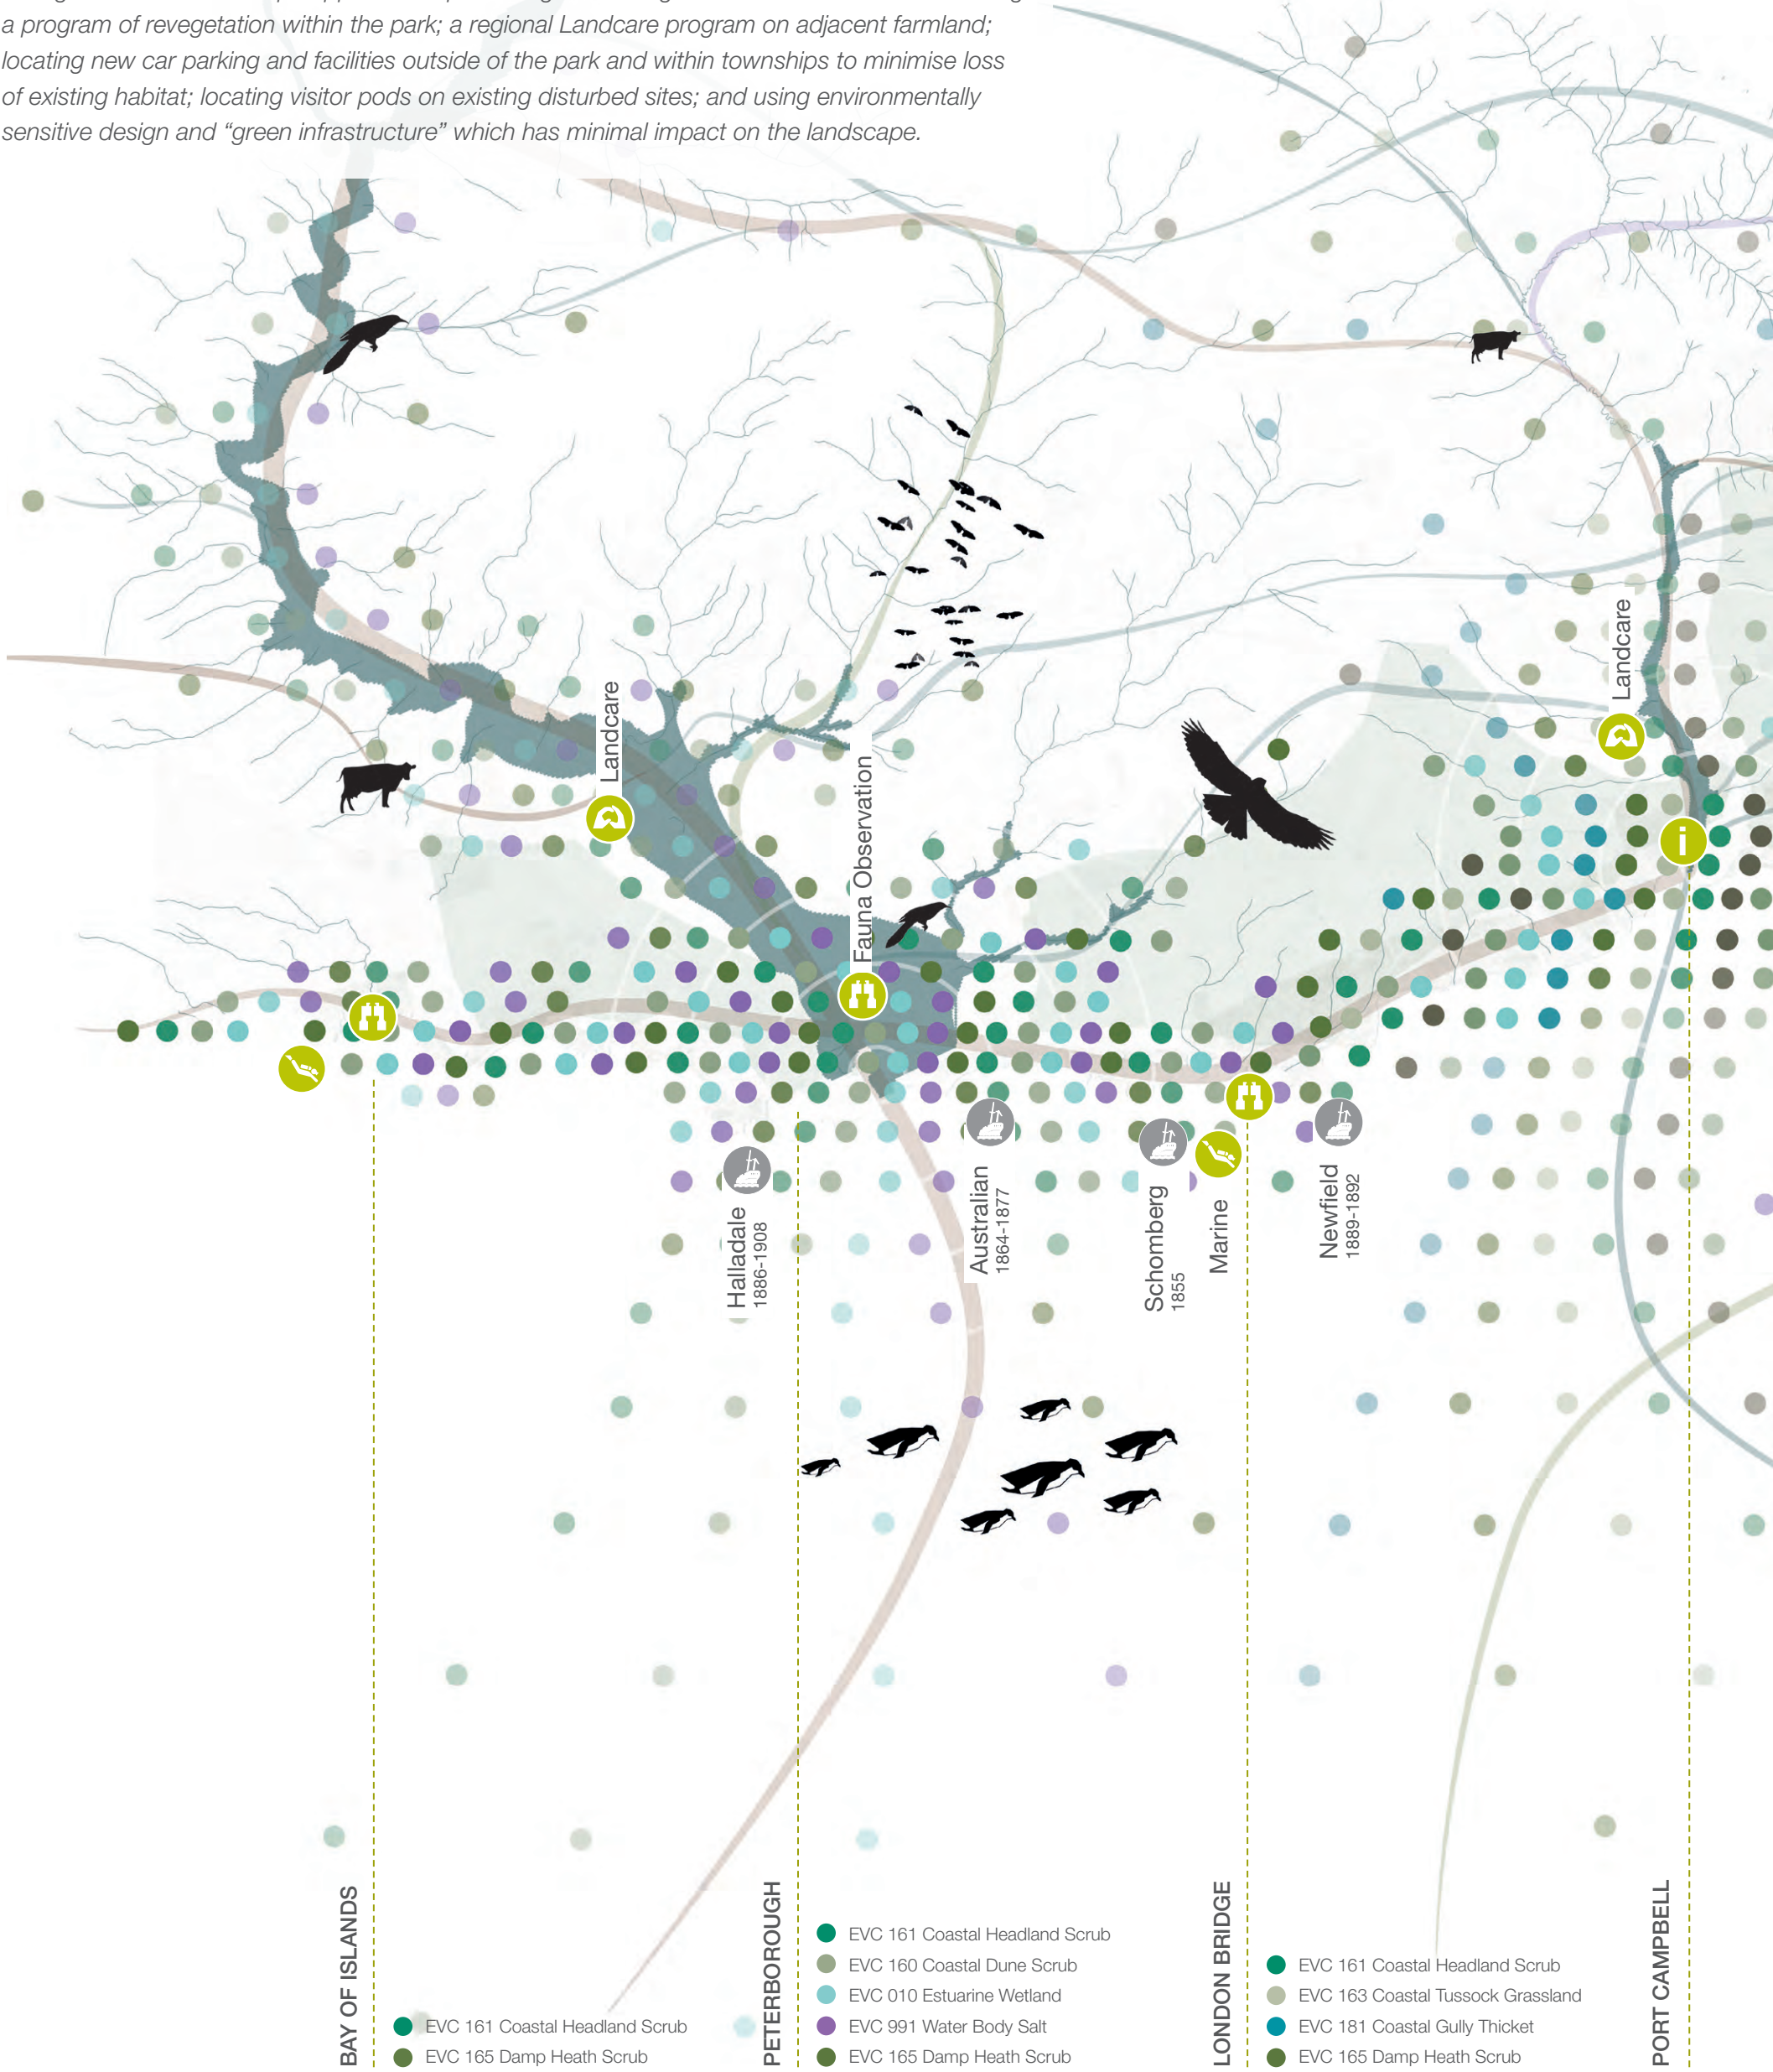 a program of revegetation within the park; a regional Landcare program on adjacent farmland;
locating new car parking and facilities outside of the park and within townships to minimise loss
of existing habitat; locating visitor pods on existing disturbed sites; and using environmentally
sensitive design and “green infrastructure” which has minimal impact on the landscape.
Landcare
Landcare
Fauna Observation
i
Halladale
1886-1908
Australian
1864-1877
Schomberg
1855
Marine
Newfield
1889-1892
BAY OF ISLANDS
EVC 161 Coastal Headland Scrub
EVC 165 Damp Heath Scrub
PETERBOROUGH
EVC 161 Coastal Headland Scrub
EVC 160 Coastal Dune Scrub
EVC 010 Estuarine Wetland
EVC 991 Water Body Salt
EVC 165 Damp Heath Scrub
LONDON BRIDGE
EVC 161 Coastal Headland Scrub
EVC 163 Coastal Tussock Grassland
EVC 181 Coastal Gully Thicket
EVC 165 Damp Heath Scrub
PORT CAMPBELL